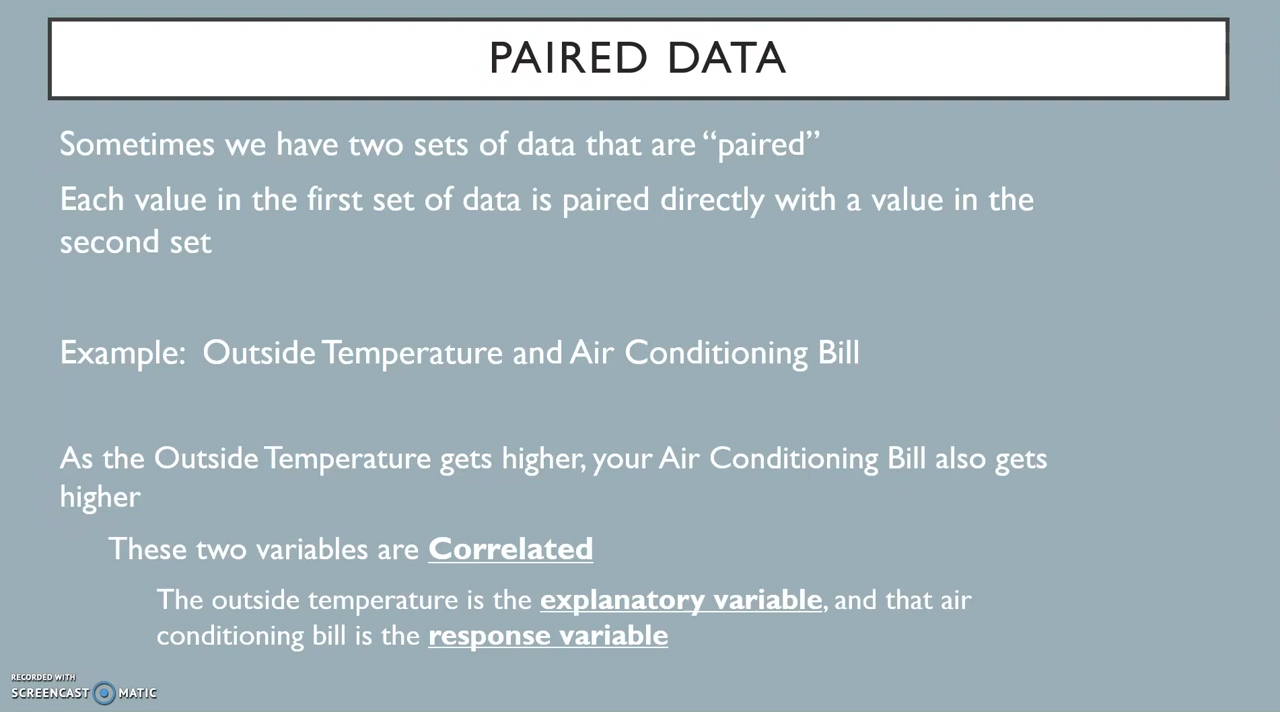 PAIRED DATA
Sometimes we have two sets of data that are “paired”
Each value in the first set of data is paired directly with a value in the
second set
Example: Outside Temperature and Air Conditioning Bill
As the Outside Temperature gets higher, your Air Conditioning Bill also gets
higher
These two variables are Correlated
The outside temperature is the explanatory variable, and that air
conditioning bill is the response variable
RECORDED WITH
SCREENCAST MATIC